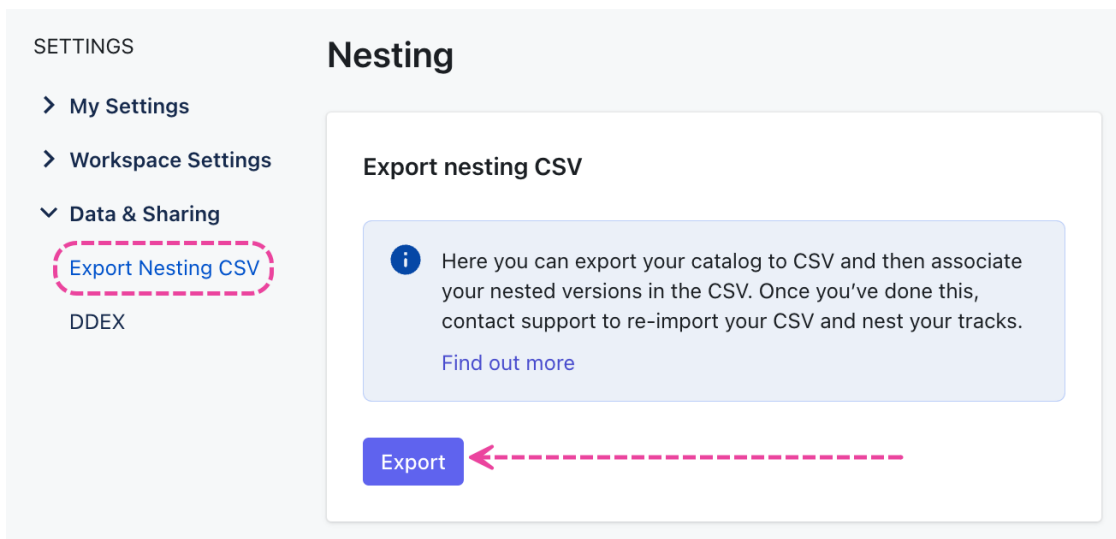 SETTINGS
My Settings
Workspace Settings
Data & Sharing
Export Nesting CSV
DDEX
Nesting
Export nesting CSV
Here you can export your catalog to CSV and then associate
your nested versions in the CSV. Once you’ve done this,
contact support to re-import your CSV and nest your tracks.
Find out more
Export